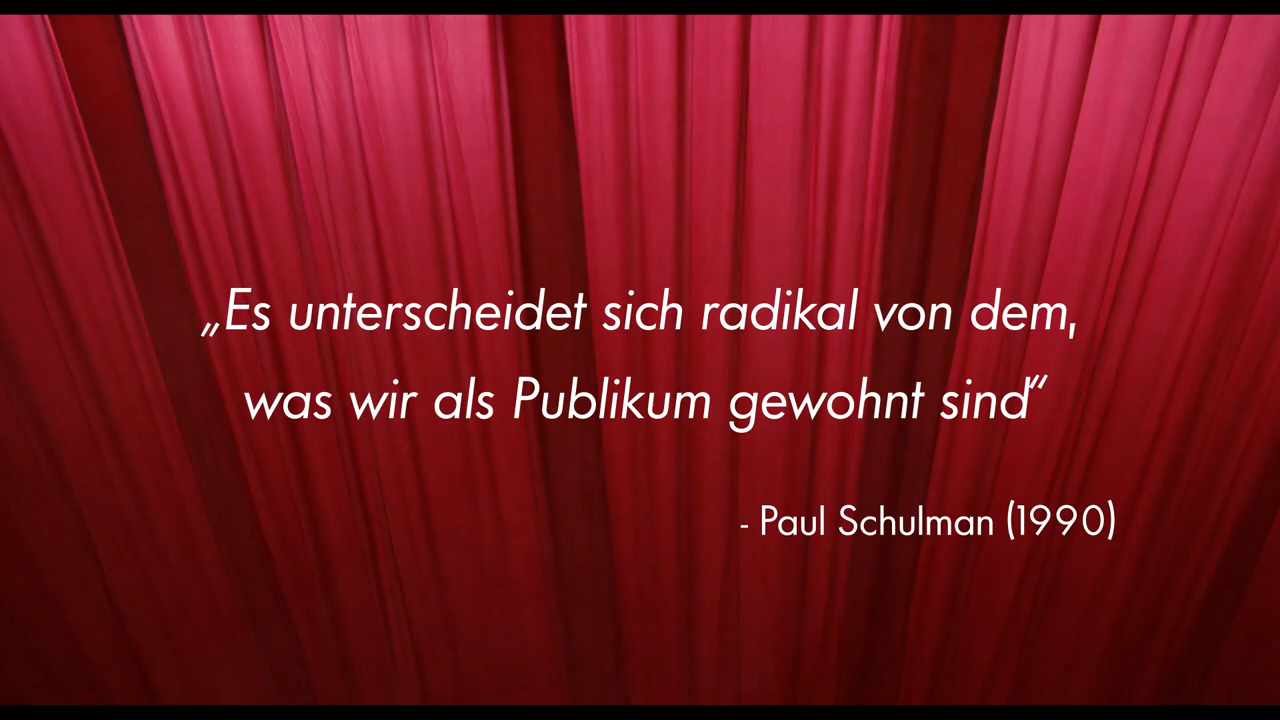 „Es unterscheidet sich radikal von dem,
was wir als Publikum gewohnt sind“
- Paul Schulman (1990)